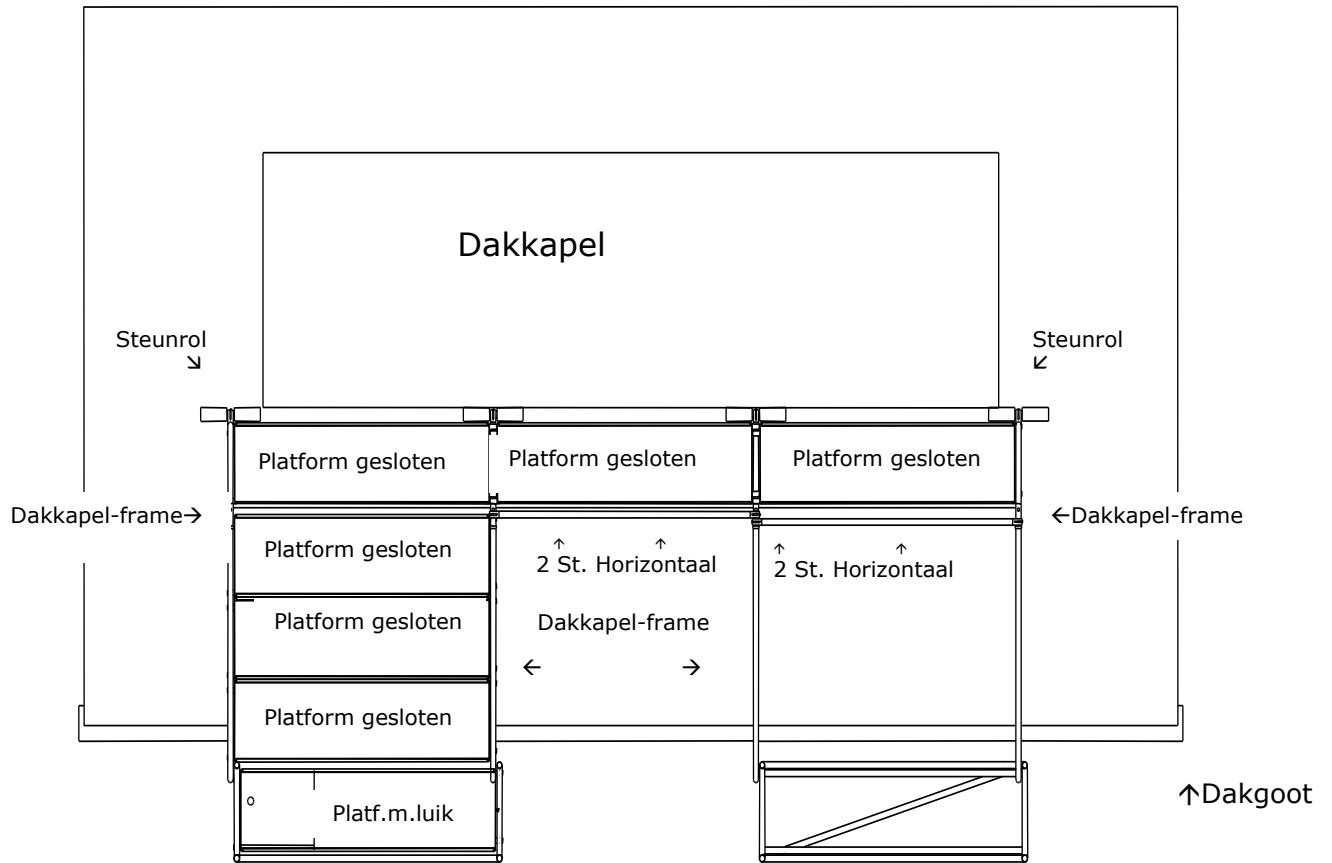 Dakkapel
Steunrol
↘
Steunrol
↙
Platform gesloten
Platform gesloten
Platform gesloten
Dakkapel-frame→
←Dakkapel-frame
Platform gesloten
↑ ↑
2 St. Horizontaal
↑ ↑
2 St. Horizontaal
Platform gesloten
Dakkapel-frame
← →
Platform gesloten
Platf.m.luik
↑Dakgoot